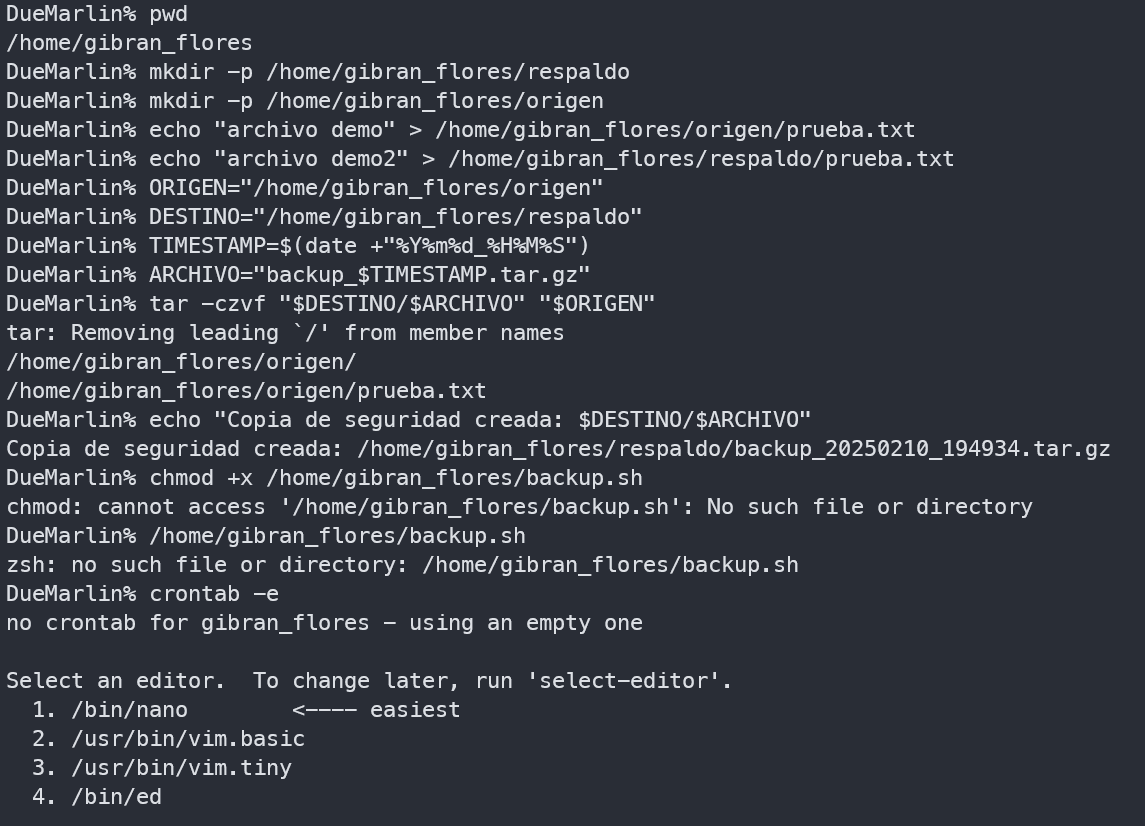 DueMarlin% pwd
/home/gibran_flores
DueMarlin% mkdir -p /home/gibran_flores/respaldo
DueMarlin% mkdir -p /home/gibran_flores/origen
DueMarlin% echo "archivo demo" > /home/gibran_flores/origen/prueba.txt
DueMarlin% echo "archivo demo2" > /home/gibran_flores/respaldo/prueba.txt
DueMarlin% ORIGEN="/home/gibran_flores/origen"
DueMarlin% DESTINO="/home/gibran_flores/respaldo"
DueMarlin% TIMESTAMP=$(date +"%Y%m%d_%H%M%S")
DueMarlin% ARCHIVO="backup_$TIMESTAMP.tar.gz"
DueMarlin% tar -czvf "$DESTINO/$ARCHIVO" "$ORIGEN"
tar: Removing leading `/' from member names
/home/gibran_flores/origen/
/home/gibran_flores/origen/prueba.txt
DueMarlin% echo "Copia de seguridad creada: $DESTINO/$ARCHIVO"
Copia de seguridad creada: /home/gibran_flores/respaldo/backup_20250210_194934.tar.gz
DueMarlin% chmod +x /home/gibran_flores/backup.sh
chmod: cannot access '/home/gibran_flores/backup.sh': No such file or directory
DueMarlin% /home/gibran_flores/backup.sh
zsh: no such file or directory: /home/gibran_flores/backup.sh
DueMarlin% crontab -e
no crontab for gibran_flores - using an empty one

Select an editor.  To change later, run 'select-editor'.
  1. /bin/nano        <---- easiest
  2. /usr/bin/vim.basic
  3. /usr/bin/vim.tiny
  4. /bin/ed